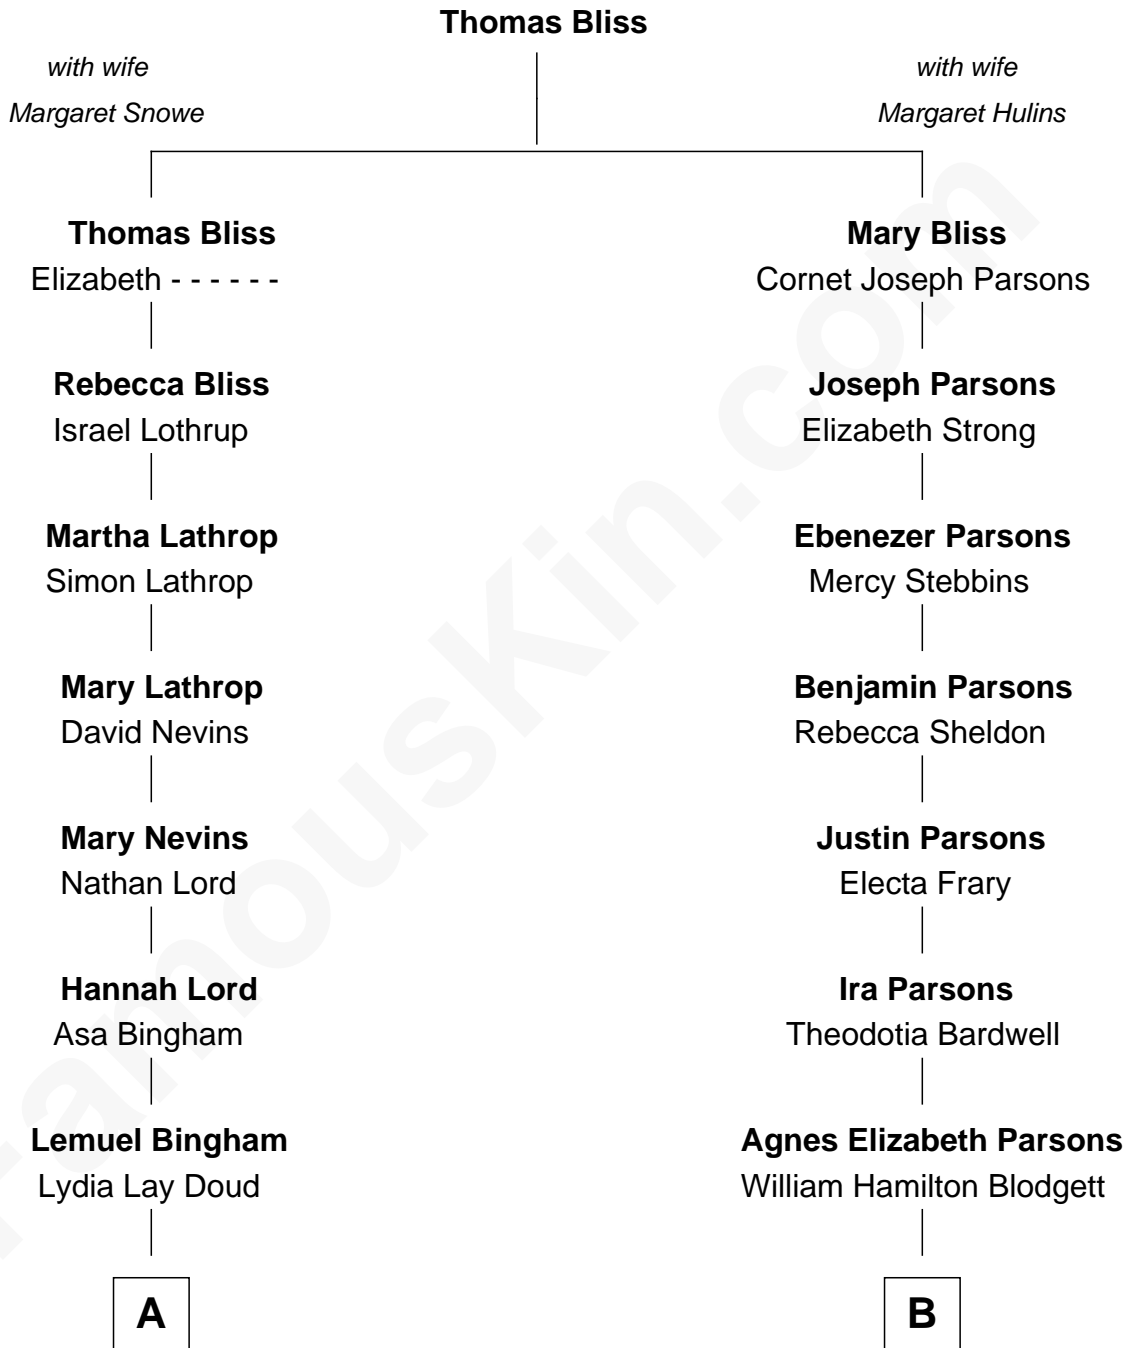 Thomas Bliss
with wife
Margaret Snowe
with wife
Margaret Hulins
Thomas Bliss
Elizabeth - - - - - -
Mary Bliss
Cornet Joseph Parsons
Rebecca Bliss
Israel Lothrup
Joseph Parsons
Elizabeth Strong
Martha Lathrop
Simon Lathrop
Ebenezer Parsons
Mercy Stebbins
Mary Lathrop
David Nevins
Benjamin Parsons
Rebecca Sheldon
Mary Nevins
Nathan Lord
Justin Parsons
Electa Frary
Hannah Lord
Asa Bingham
Ira Parsons
Theodotia Bardwell
Lemuel Bingham
Lydia Lay Doud
Agnes Elizabeth Parsons
William Hamilton Blodgett
A
B
FamousKin.com